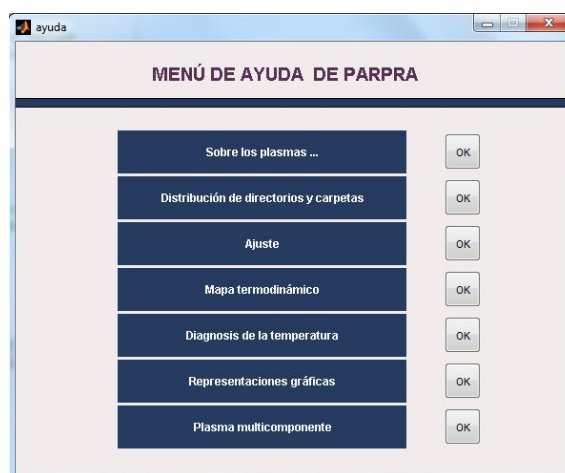 ayuda
MENÚ DE AYUDA DE PARPRA
Sobre los plasmas ... OK
Distribución de directorios y carpetas OK
Ajuste OK
Mapa termodinámico OK
Diagnosis de la temperatura OK
Representaciones gráficas OK
Plasma multicomponente OK